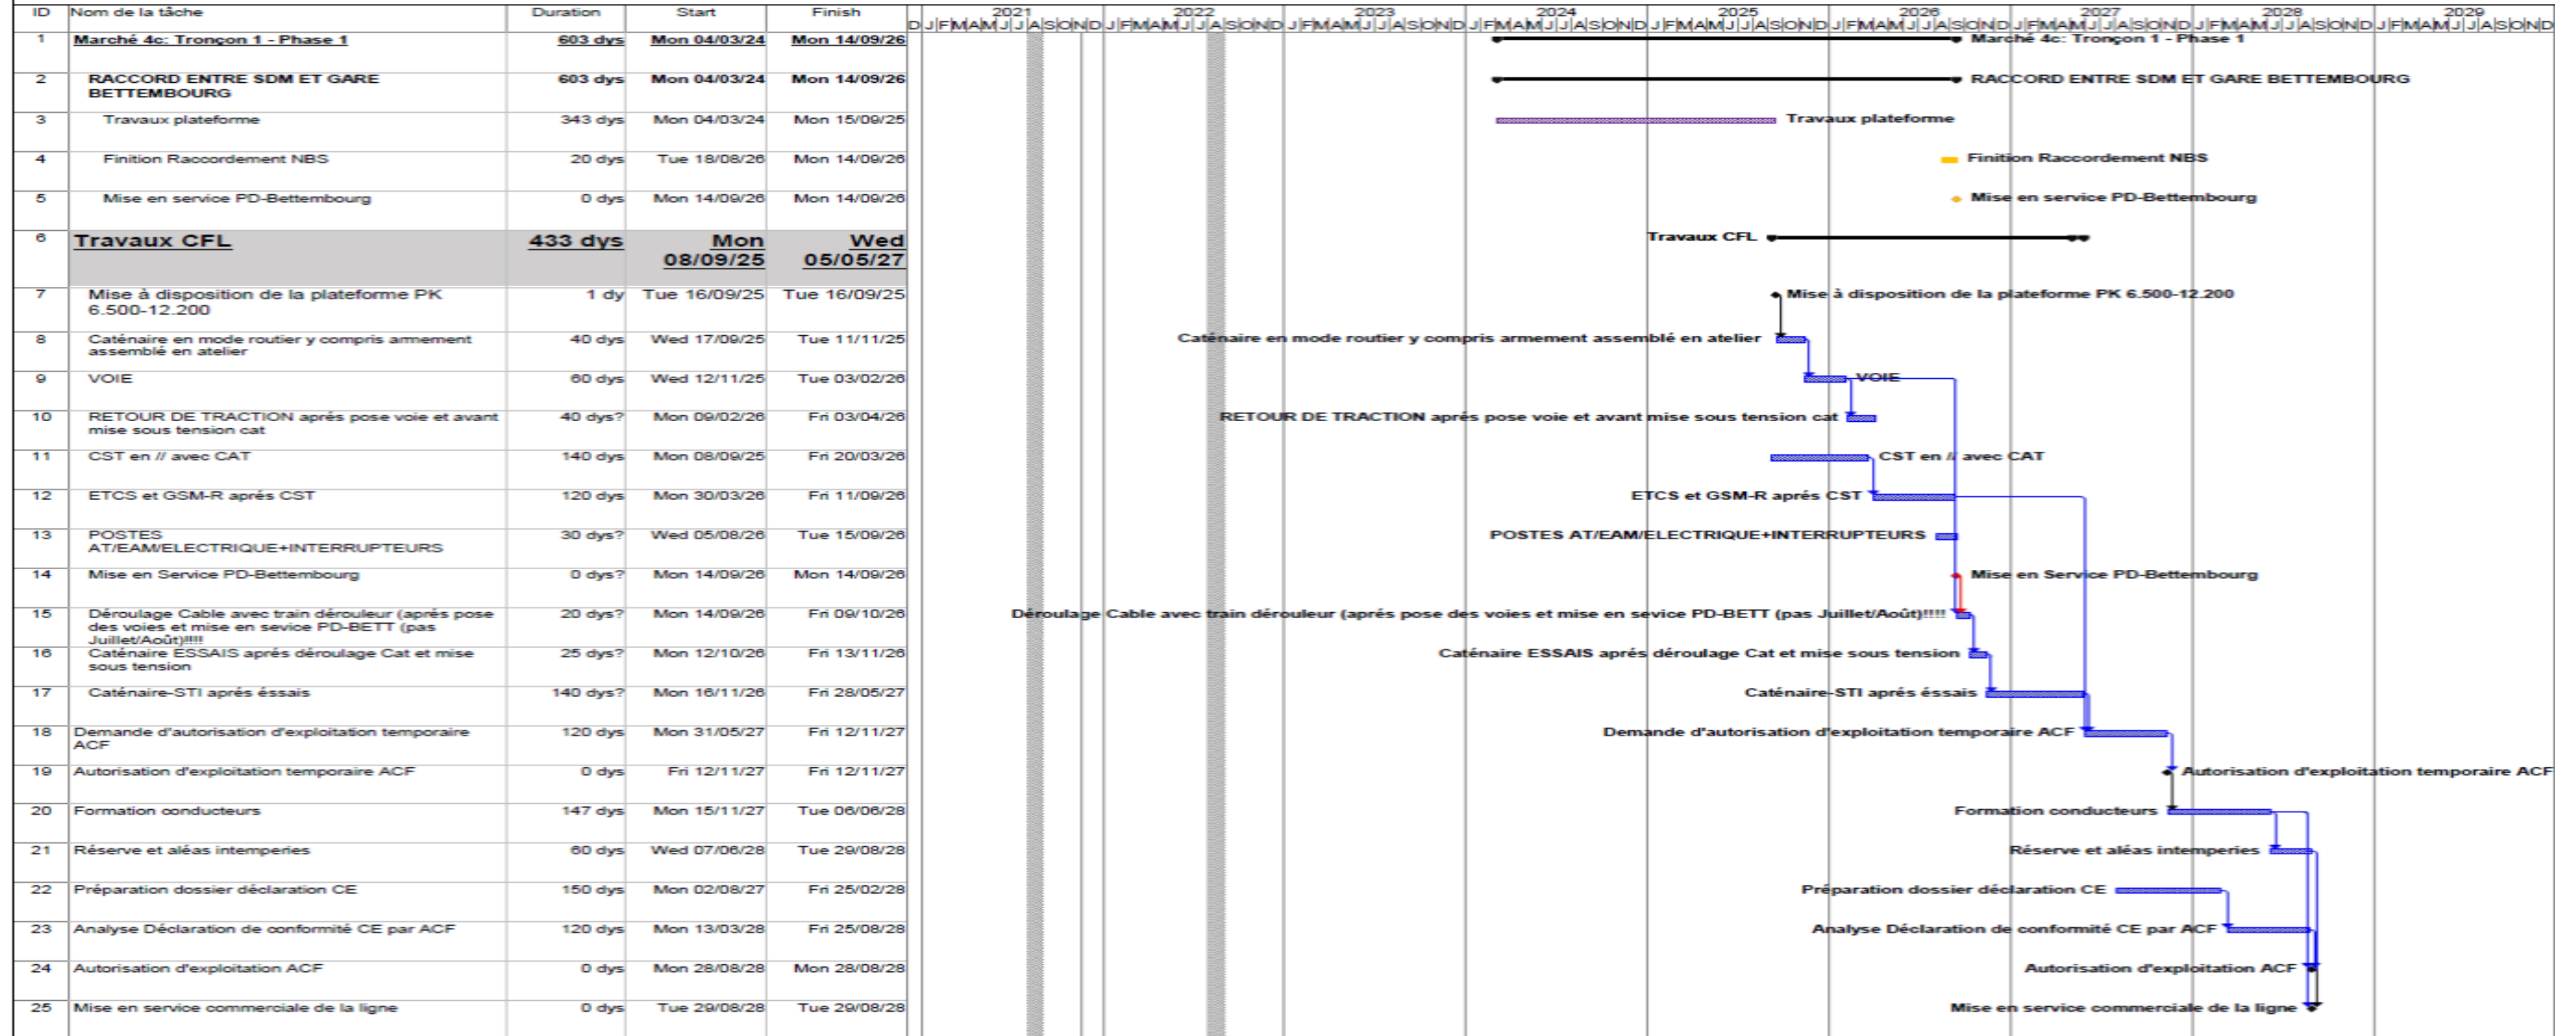 ID Nom de la tâche Duration Start Finish 2021 2022 2023 2024 2025 2026 2027 2028 2029
D J F M A M J J A S O N D J F M A M J J A S O N D J F M A M J J A S O N D J F M A M J J A S O N D J F M A M J J A S O N D J F M A M J J A S O N D J F M A M J J A S O N D J F M A M J J A S O N D J F M A M J J A S O N D
1 Marché 4c: Tronçon 1 - Phase 1 603 dys Mon 04/03/24 Mon 14/09/26 Marché 4c: Tronçon 1 - Phase 1
2 RACCORD ENTRE SDM ET GARE 603 dys Mon 04/03/24 Mon 14/09/26 RACCORD ENTRE SDM ET GARE BETTEMBOURG
BETTEMBOURG
3 Travaux plateforme 343 dys Mon 04/03/24 Mon 15/09/25 Travaux plateforme
4 Finition Raccordement NBS 20 dys Tue 18/08/26 Mon 14/09/26 Finition Raccordement NBS
5 Mise en service PD-Bettembourg 0 dys Mon 14/09/26 Mon 14/09/26 Mise en service PD-Bettembourg
6 Travaux CFL 433 dys Mon Wed Travaux CFL
08/09/25 05/05/27
7 Mise à disposition de la plateforme PK 1 dy Tue 16/09/25 Tue 16/09/25 Mise à disposition de la plateforme PK 6.500-12.200
6.500-12.200
8 Caténaire en mode routier y compris armement 40 dys Wed 17/09/25 Tue 11/11/25 Caténaire en mode routier y compris armement assemblé en atelier
assemblé en atelier
9 VOIE 60 dys Wed 12/11/25 Tue 03/02/26 VOIE
10 RETOUR DE TRACTION aprés pose voie et avant 40 dys? Mon 09/02/26 Fri 03/04/26 RETOUR DE TRACTION aprés pose voie et avant mise sous tension cat
mise sous tension cat
11 CST en // avec CAT 140 dys Mon 08/09/25 Fri 20/03/26 CST en // avec CAT
12 ETCS et GSM-R aprés CST 120 dys Mon 30/03/26 Fri 11/09/26 ETCS et GSM-R aprés CST
13 POSTES 30 dys? Wed 05/08/26 Tue 15/09/26 POSTES AT/EAM/ELECTRIQUE+INTERRUPTEURS
AT/EAM/ELECTRIQUE+INTERRUPTEURS
14 Mise en Service PD-Bettembourg 0 dys? Mon 14/09/26 Mon 14/09/26 Mise en Service PD-Bettembourg
15 Déroulage Cable avec train dérouleur (aprés pose 20 dys? Mon 14/09/26 Fri 09/10/26 Déroulage Cable avec train dérouleur (aprés pose des voies et mise en sevice PD-BETT (pas Juillet/Août)!!!!
des voies et mise en sevice PD-BETT (pas
Juillet/Août)!!!!
16 Caténaire ESSAIS aprés déroulage Cat et mise 25 dys? Mon 12/10/26 Fri 13/11/26 Caténaire ESSAIS aprés déroulage Cat et mise sous tension
sous tension
17 Caténaire-STI aprés éssais 140 dys? Mon 16/11/26 Fri 28/05/27 Caténaire-STI aprés éssais
18 Demande d'autorisation d'exploitation temporaire 120 dys Mon 31/05/27 Fri 12/11/27 Demande d'autorisation d'exploitation temporaire ACF
ACF
19 Autorisation d'exploitation temporaire ACF 0 dys Fri 12/11/27 Fri 12/11/27 Autorisation d'exploitation temporaire ACF
20 Formation conducteurs 147 dys Mon 15/11/27 Tue 06/06/28 Formation conducteurs
21 Réserve et aléas intemperies 60 dys Wed 07/06/28 Tue 29/08/28 Réserve et aléas intemperies
22 Préparation dossier déclaration CE 150 dys Mon 02/08/27 Fri 25/02/28 Préparation dossier déclaration CE
23 Analyse Déclaration de conformité CE par ACF 120 dys Mon 13/03/28 Fri 25/08/28 Analyse Déclaration de conformité CE par ACF
24 Autorisation d'exploitation ACF 0 dys Mon 28/08/28 Mon 28/08/28 Autorisation d'exploitation ACF
25 Mise en service commerciale de la ligne 0 dys Tue 29/08/28 Tue 29/08/28 Mise en service commerciale de la ligne